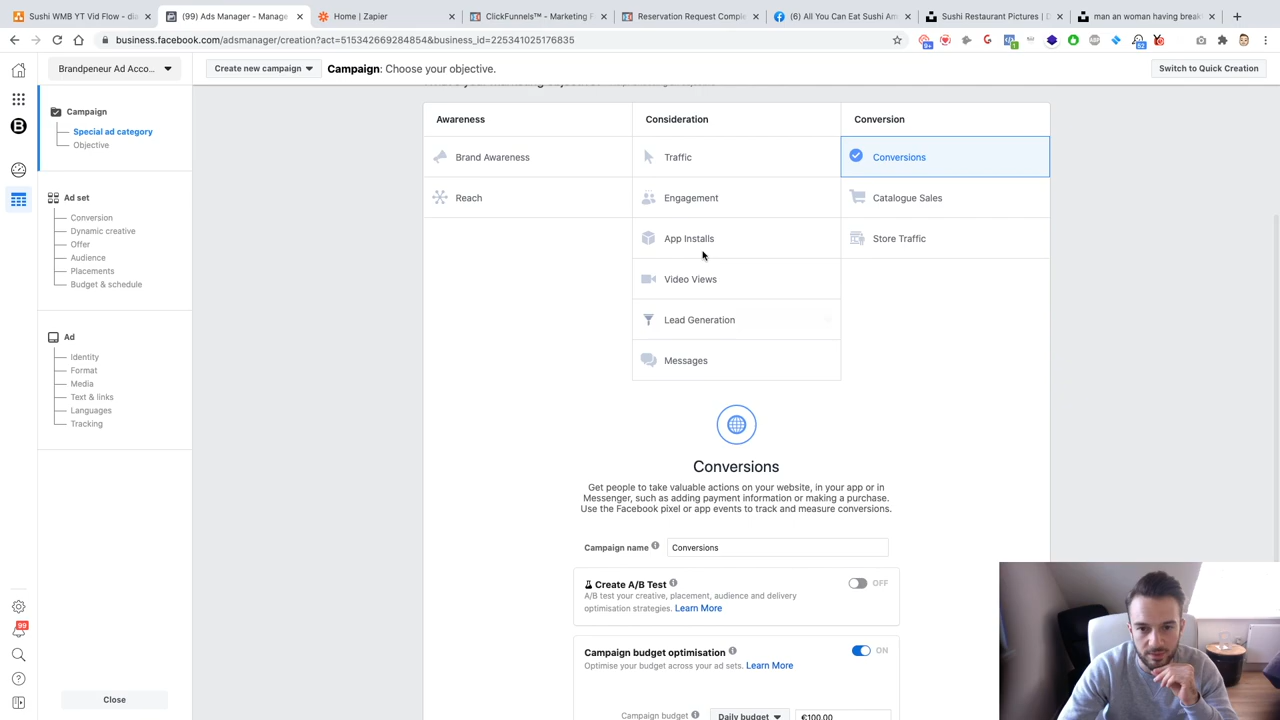 Sushi WMB YT Vid Flow - dia
(99) Ads Manager - Manage
Home | Zapier
ClickFunnels™ - Marketing F
Reservation Request Comple
(6) All You Can Eat Sushi Am
Sushi Restaurant Pictures | D
man an woman having break
business.facebook.com/adsmanager/creation?act=515342669284854&business_id=225341025176835
Brandpeneur Ad Acco...
Create new campaign
Campaign: Choose your objective.
Switch to Quick Creation
Campaign
Special ad category
Objective
Ad set
Conversion
Dynamic creative
Offer
Audience
Placements
Budget & schedule
Ad
Identity
Format
Media
Text & links
Languages
Tracking
Close
99
Awareness
Consideration
Conversion
Brand Awareness
Traffic
Conversions
Reach
Engagement
Catalogue Sales
App Installs
Store Traffic
Video Views
Lead Generation
Messages
Conversions
Get people to take valuable actions on your website, in your app or in
Messenger, such as adding payment information or making a purchase.
Use the Facebook pixel or app events to track and measure conversions.
Campaign name
Conversions
Create A/B Test
OFF
A/B test your creative, placement, audience and delivery
optimisation strategies. Learn More
Campaign budget optimisation
ON
Optimise your budget across your ad sets. Learn More
Campaign budget
Daily budget
€100.00